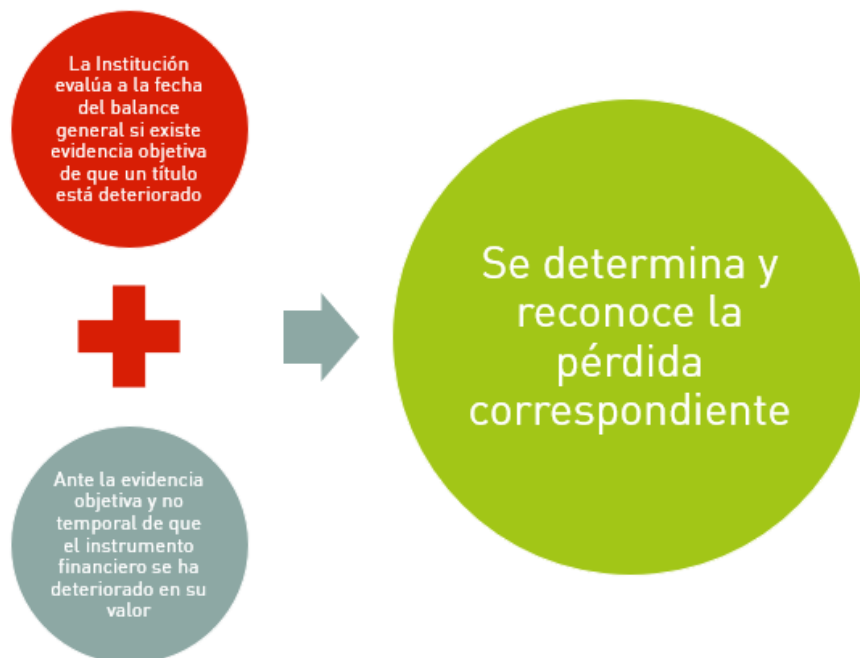 La Institución
evalúa a la fecha
del balance
general si existe
evidencia objetiva
de que un título
está deteriorado
Ante la evidencia
objetiva y no
temporal de que
el instrumento
financiero se ha
deteriorado en su
valor
Se determina y
reconoce la
pérdida
correspondiente